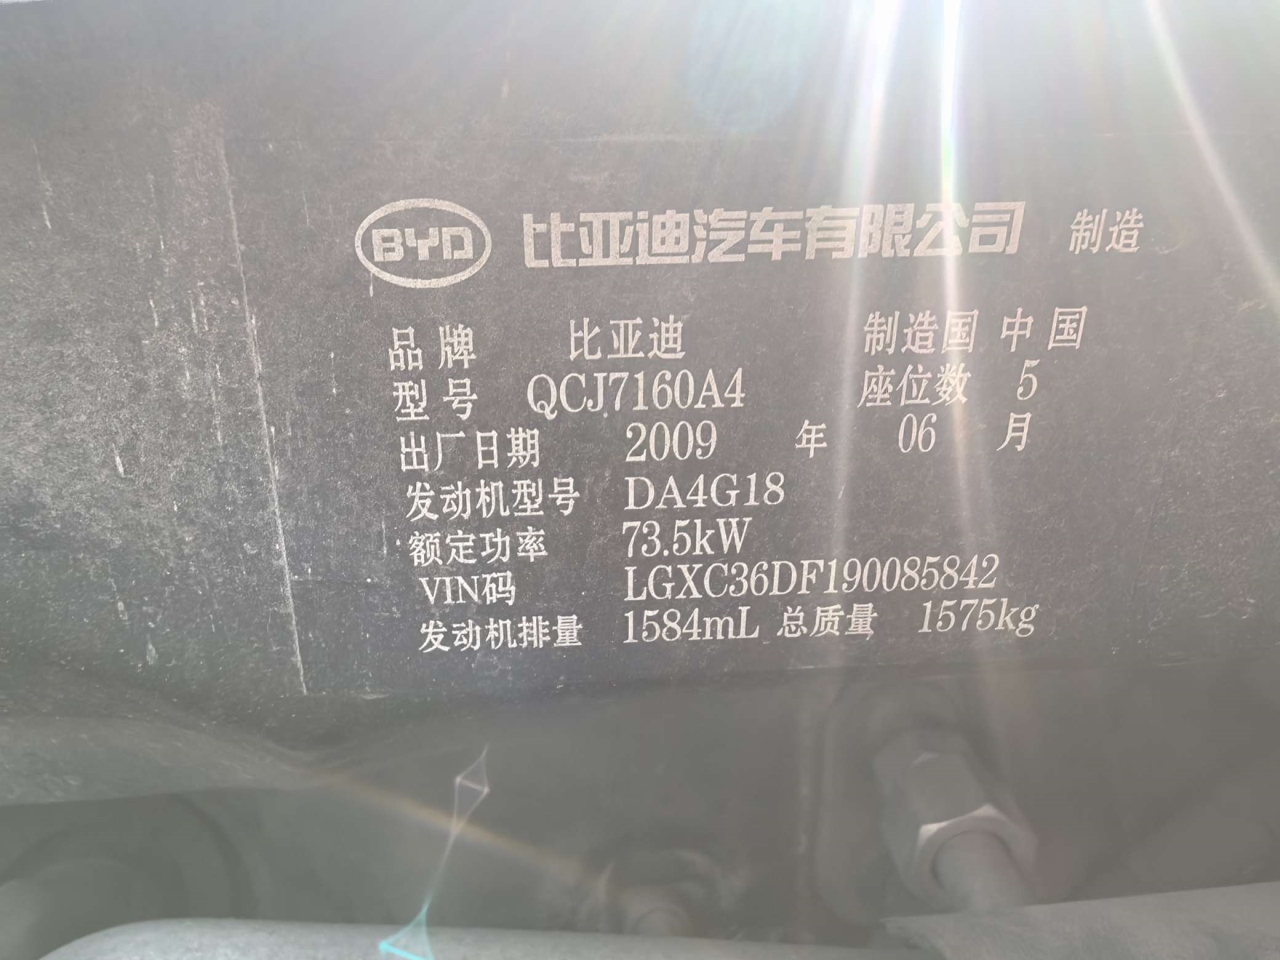 BYD 比亚迪汽车有限公司 制造
品牌 比亚迪 制造国 中国
型号 QCJ7160A4 座位数 5
出厂日期 2009 年 06 月
发动机型号 DA4G18
额定功率 73.5kW
VIN码 LGXC36DF190085842
发动机排量 1584mL 总质量 1575kg